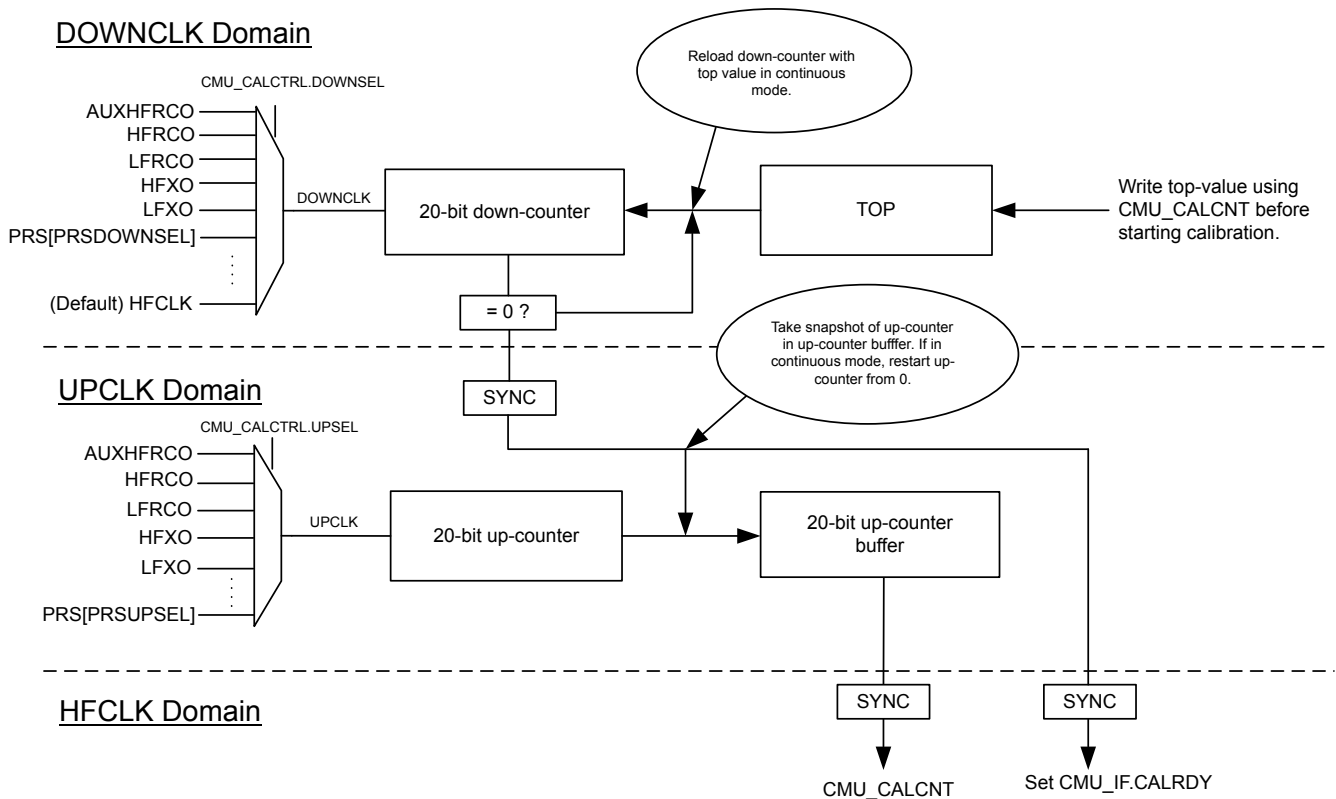 DOWNCLK Domain
CMU_CALCTRL.DOWNSEL
AUXHFRCO
HFRCO
LFRCO
HFXO
LFXO
PRS[PRSDOWNSEL]
(Default) HFCLK
DOWNCLK
20-bit down-counter
= 0 ?
Reload down-counter with
top value in continuous
mode.
TOP
Write top-value using
CMU_CALCNT before
starting calibration.
Take snapshot of up-counter
in up-counter bufffer. If in
continuous mode, restart up-
counter from 0.
SYNC
UPCLK Domain
CMU_CALCTRL.UPSEL
AUXHFRCO
HFRCO
LFRCO
HFXO
LFXO
PRS[PRSUPSEL]
UPCLK
20-bit up-counter
20-bit up-counter
buffer
HFCLK Domain
SYNC
SYNC
CMU_CALCNT
Set CMU_IF.CALRDY